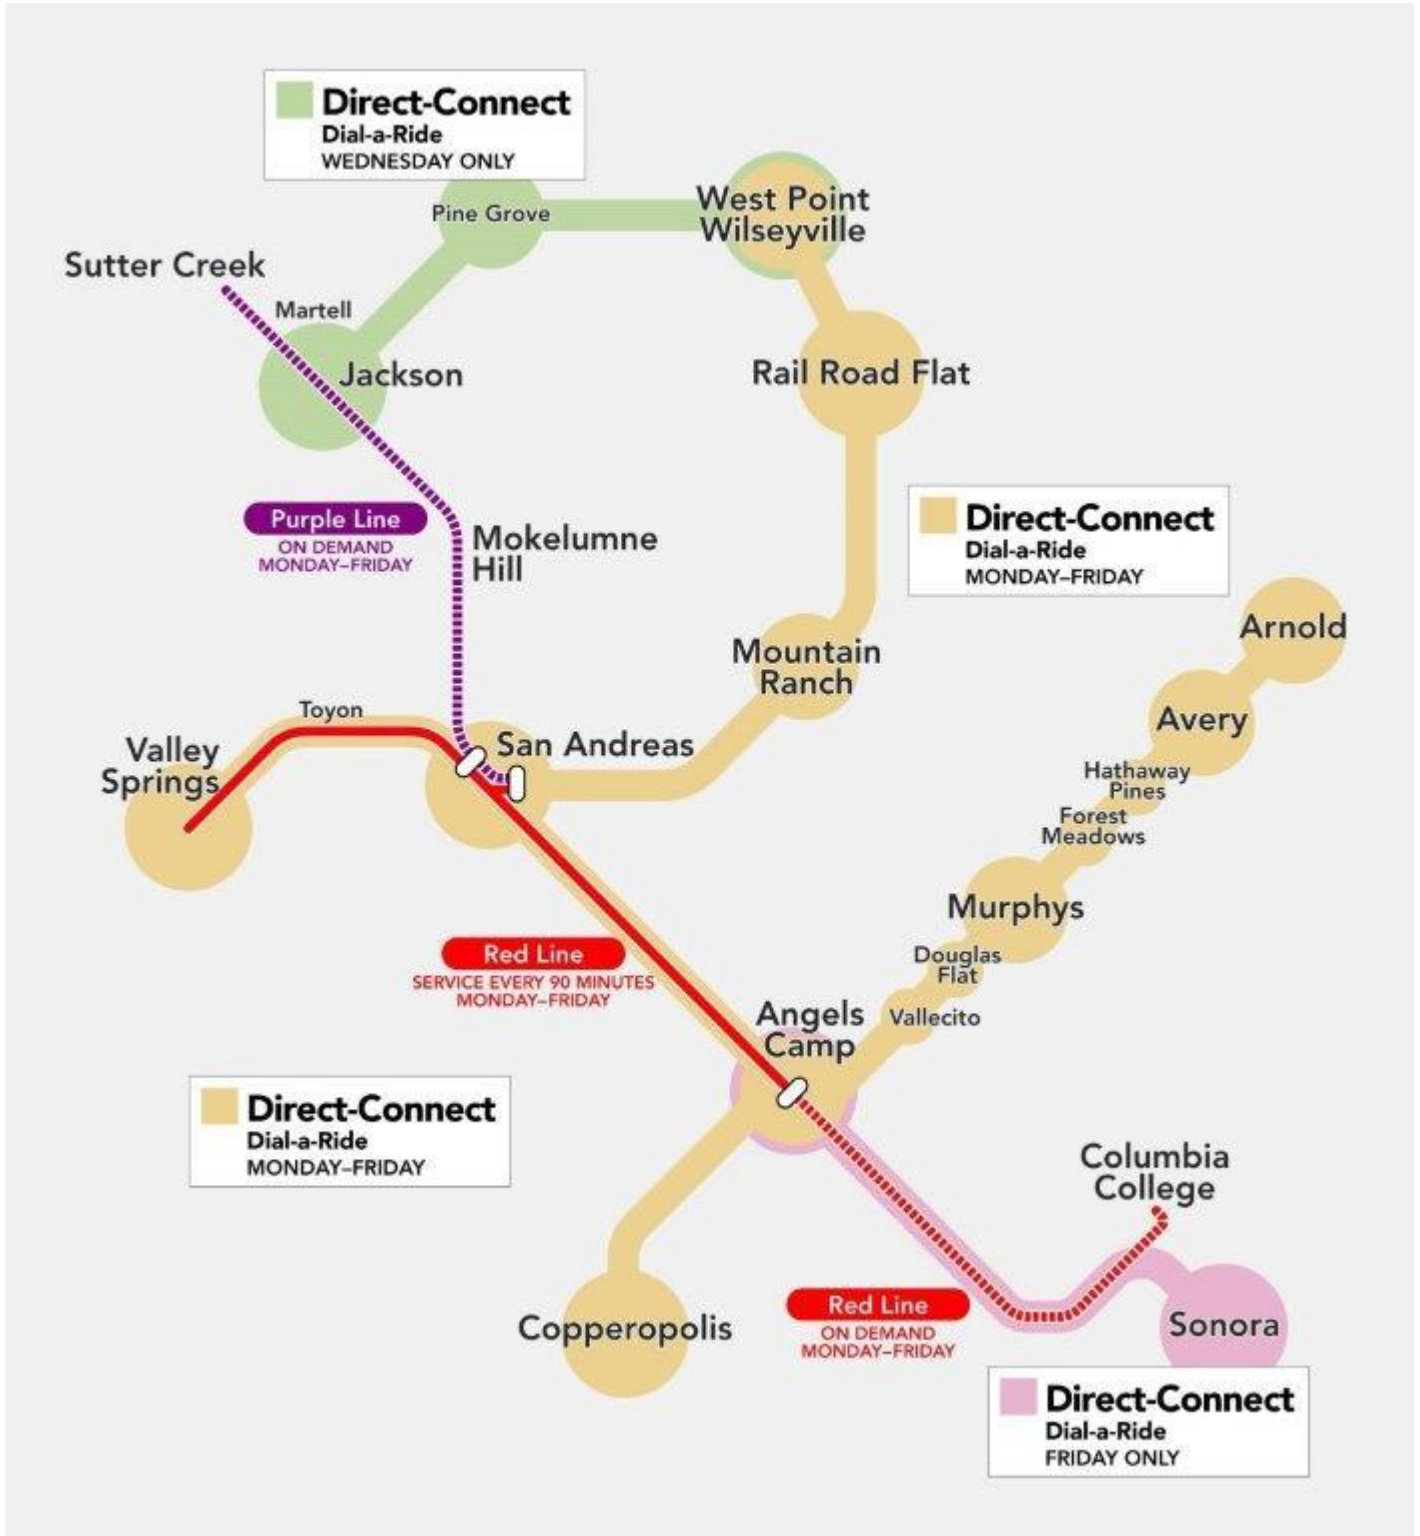 Direct-Connect
Dial-a-Ride
WEDNESDAY ONLY
West Point
Wilseyville
Pine Grove
Sutter Creek
Martell
Jackson
Rail Road Flat
Purple Line
ON DEMAND
MONDAY–FRIDAY
Mokelumne
Hill
Direct-Connect
Dial-a-Ride
MONDAY–FRIDAY
Arnold
Mountain
Ranch
Avery
Toyon
Valley
Springs
San Andreas
Hathaway
Pines
Forest
Meadows
Murphys
Red Line
SERVICE EVERY 90 MINUTES
MONDAY–FRIDAY
Douglas
Flat
Vallecito
Angels
Camp
Direct-Connect
Dial-a-Ride
MONDAY–FRIDAY
Columbia
College
Copperopolis
Red Line
ON DEMAND
MONDAY–FRIDAY
Sonora
Direct-Connect
Dial-a-Ride
FRIDAY ONLY